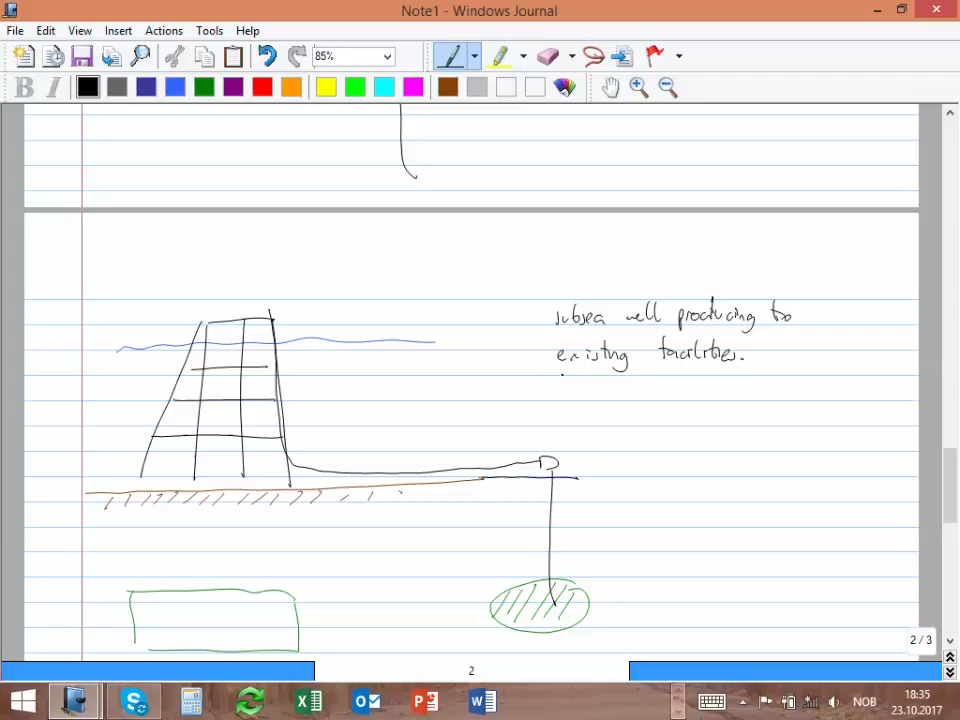 Note1 - Windows Journal
File Edit View Insert Actions Tools Help
85%
B I
subsea well producing to
existing facilities.
2 / 3
2
NOB
18:35
23.10.2017